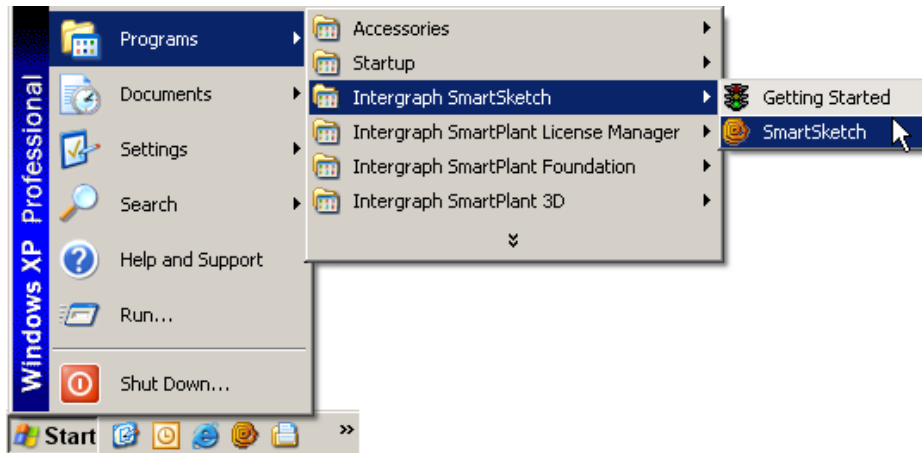 Windows XP Professional
Programs
Documents
Settings
Search
Help and Support
Run...
Shut Down...
Accessories
Startup
Intergraph SmartSketch
Intergraph SmartPlant License Manager
Intergraph SmartPlant Foundation
Intergraph SmartPlant 3D
Getting Started
SmartSketch
Start